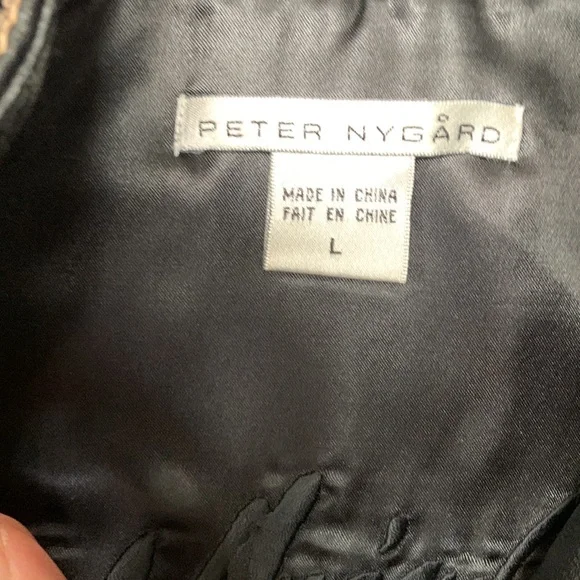 PETER NYGÅRD
MADE IN CHINA
FAIT EN CHINE
L